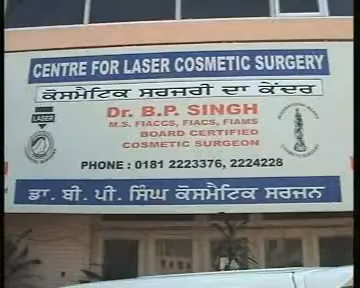 CENTRE FOR LASER COSMETIC SURGERY
ਕੋਸਮੈਟਿਕ ਸਰਜਰੀ ਦਾ ਕੇਂਦਰ
LASER
Dr. B.P. SINGH
M.S. FIACCS, FIACS, FIAMS
BOARD CERTIFIED
COSMETIC SURGEON
PHONE : 0181 2223376, 2224228
ਡਾ. ਬੀ. ਪੀ. ਸਿੰਘ ਕੋਸਮੈਟਿਕ ਸਰਜਨ